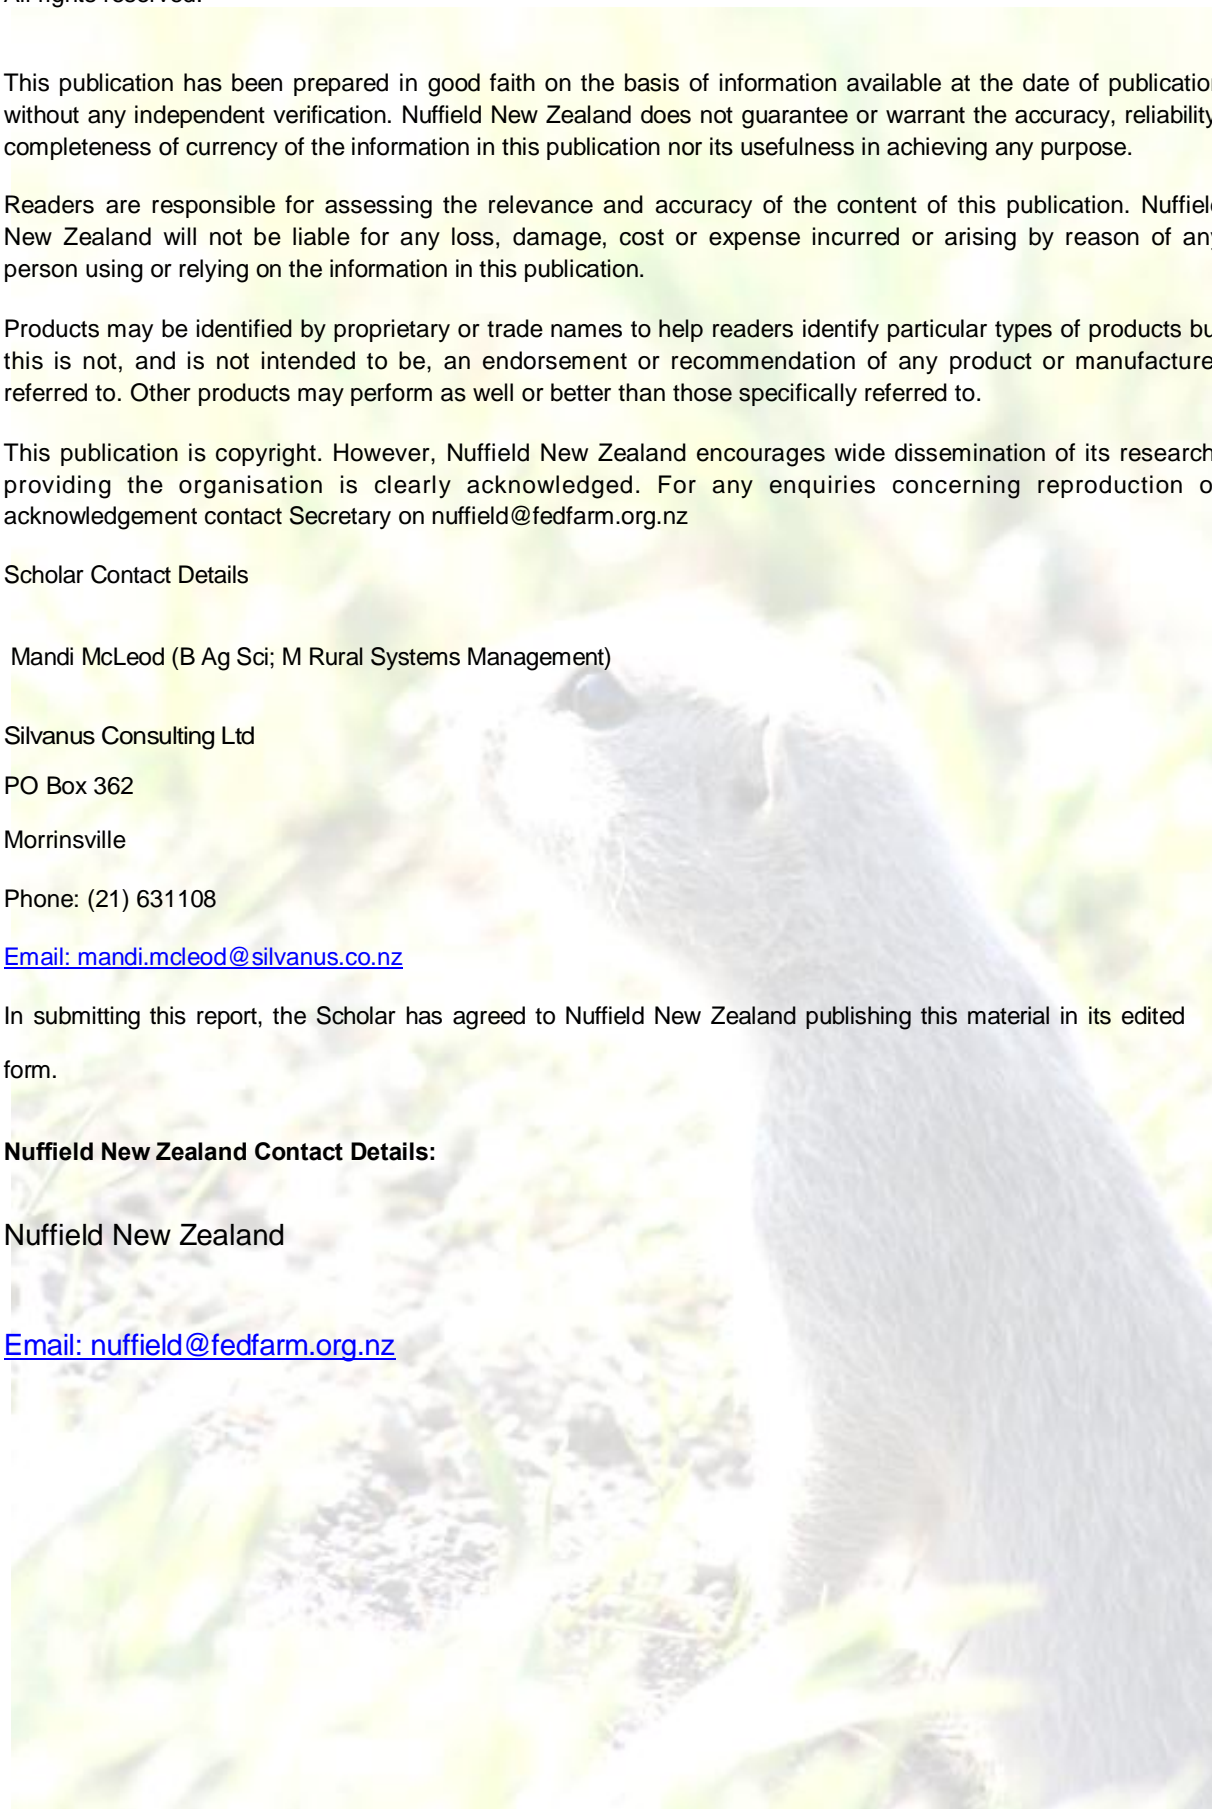 All rights reserved.
This publication has been prepared in good faith on the basis of information available at the date of publication
without any independent verification. Nuffield New Zealand does not guarantee or warrant the accuracy, reliability
completeness of currency of the information in this publication nor its usefulness in achieving any purpose.
Readers are responsible for assessing the relevance and accuracy of the content of this publication. Nuffield
New Zealand will not be liable for any loss, damage, cost or expense incurred or arising by reason of any
person using or relying on the information in this publication.
Products may be identified by proprietary or trade names to help readers identify particular types of products bu
this is not, and is not intended to be, an endorsement or recommendation of any product or manufacture
referred to. Other products may perform as well or better than those specifically referred to.
This publication is copyright. However, Nuffield New Zealand encourages wide dissemination of its research
providing the organisation is clearly acknowledged. For any enquiries concerning reproduction o
acknowledgement contact Secretary on nuffield@fedfarm.org.nz
Scholar Contact Details
Mandi McLeod (B Ag Sci; M Rural Systems Management)
Silvanus Consulting Ltd
PO Box 362
Morrinsville
Phone: (21) 631108
Email: mandi.mcleod@silvanus.co.nz
In submitting this report, the Scholar has agreed to Nuffield New Zealand publishing this material in its edited
form.
Nuffield New Zealand Contact Details:
Nuffield New Zealand
Email: nuffield@fedfarm.org.nz